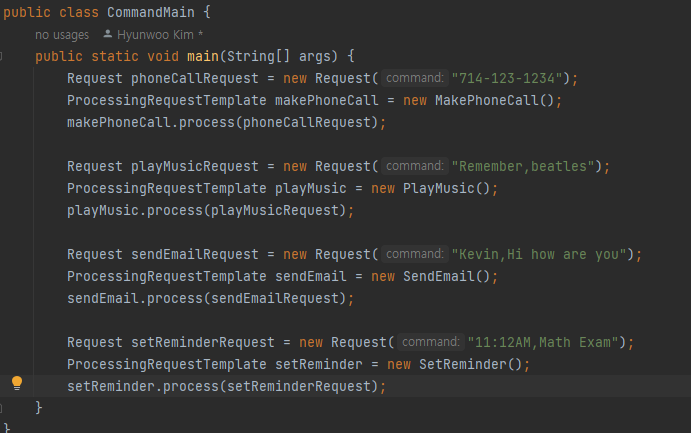 public class CommandMain {
no usages Hyunwoo Kim *
public static void main(String[] args) {
Request phoneCallRequest = new Request( command: "714-123-1234");
ProcessingRequestTemplate makePhoneCall = new MakePhoneCall();
makePhoneCall.process(phoneCallRequest);
Request playMusicRequest = new Request( command: "Remember,beatles");
ProcessingRequestTemplate playMusic = new PlayMusic();
playMusic.process(playMusicRequest);
Request sendEmailRequest = new Request( command: "Kevin,Hi how are you");
ProcessingRequestTemplate sendEmail = new SendEmail();
sendEmail.process(sendEmailRequest);
Request setReminderRequest = new Request( command: "11:12AM,Math Exam");
ProcessingRequestTemplate setReminder = new SetReminder();
setReminder.process(setReminderRequest);
}
}